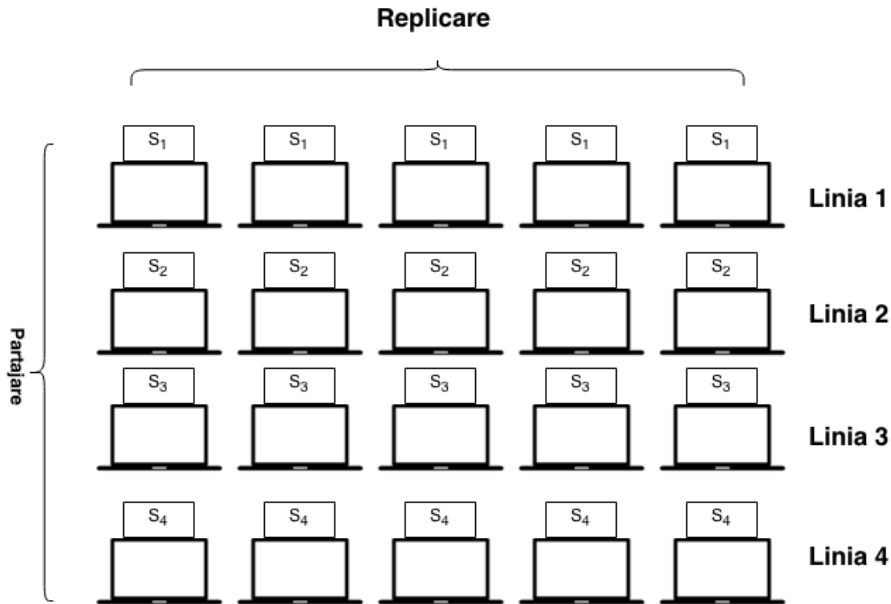 Replicare
S₁ S₁ S₁ S₁ S₁
Linia 1
S₂ S₂ S₂ S₂ S₂
Linia 2
Partajare
S₃ S₃ S₃ S₃ S₃
Linia 3
S₄ S₄ S₄ S₄ S₄
Linia 4